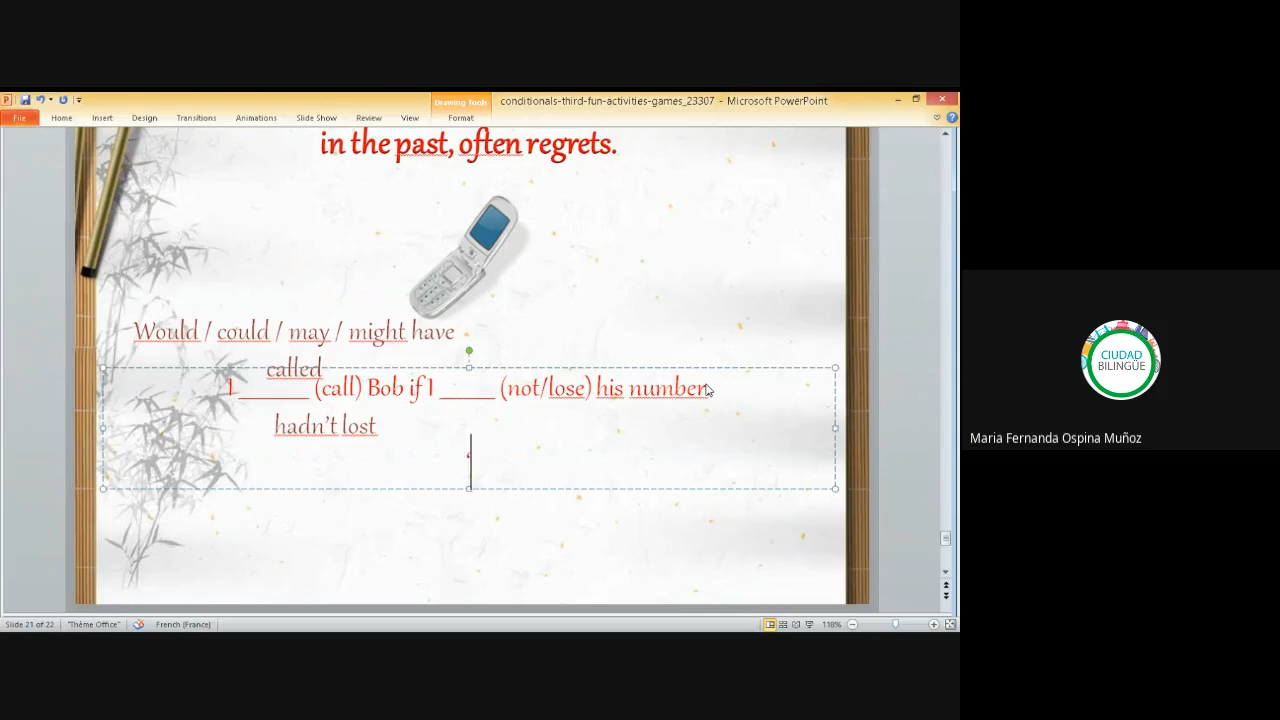 Drawing Tools
conditionals-third-fun-activities-games_23307 - Microsoft PowerPoint
File Home Insert Design Transitions Animations Slide Show Review View Format
in the past, often regrets.
Would / could / may / might have
called
I _______ (call) Bob if I ______ (not/lose) his number.
hadn't lost
CIUDAD
BILINGÜE
Maria Fernanda Ospina Muñoz
Slide 21 of 22 "Thème Office" French (France) 118%